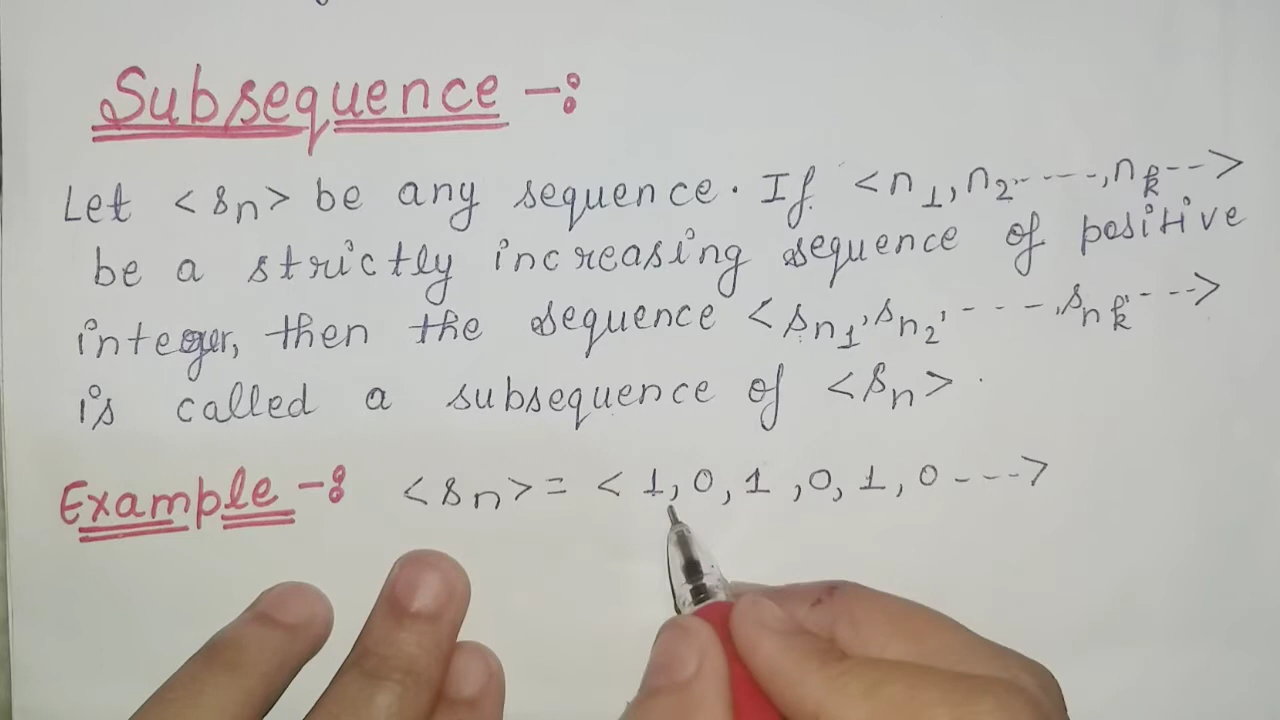 Subsequence -:
Let <sn> be any sequence. If <n1, n2, ----, nk-->
be a strictly increasing sequence of positive
integer, then the sequence <sn1, sn2, ----, snk, --->
is called a subsequence of <sn>.
Example -: <sn> = < 1, 0, 1, 0, 1, 0 --->